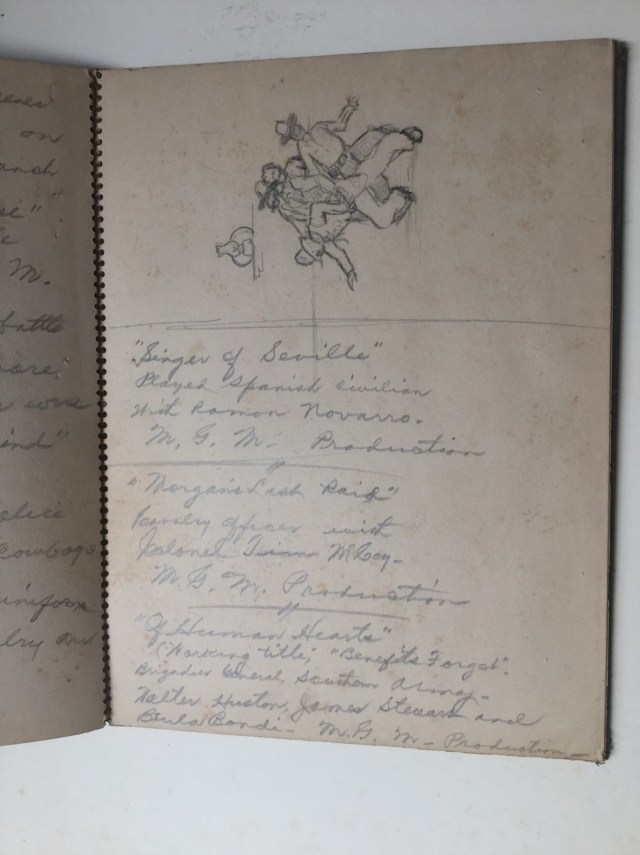 on
M.
battle
"Singer of Seville"
Played Spanish civilian
with Ramon Novarro.
M. G. M. Production
"Morgan's Last Raid"
Cavalry Officer with
Colonel Tim McCoy-
M. G. M. Production
"Of Human Hearts"
(Working title, "Benefits Forgot".
Brigadier General, Southern Army-
Walter Huston, James Stewart and
Beula Bondi- M. G. M- Production-